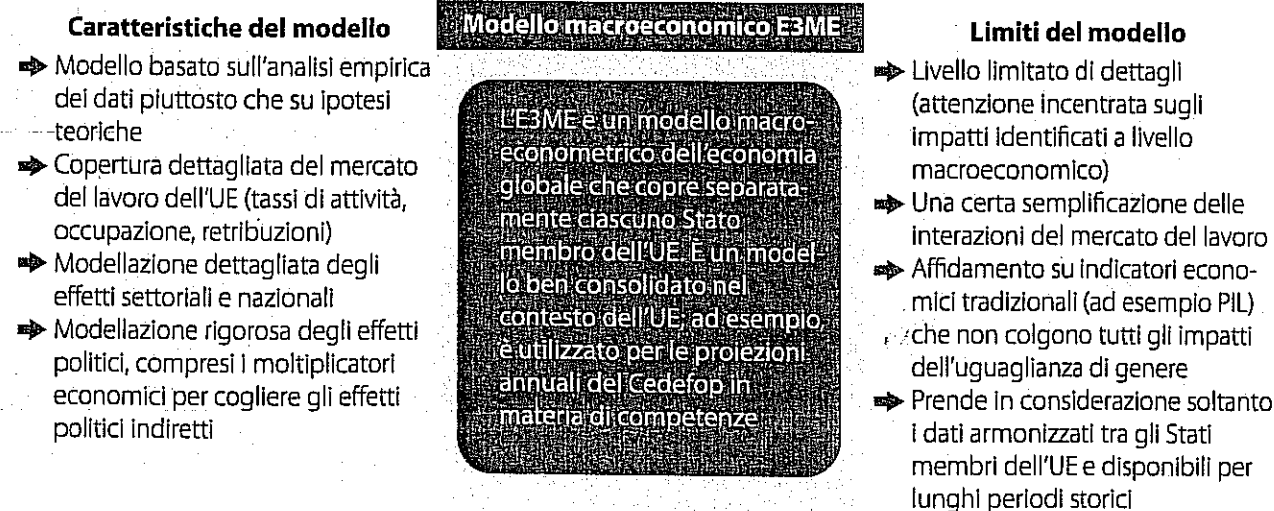 Caratteristiche del modello
Modello basato sull'analisi empirica
dei dati piuttosto che su ipotesi
teoriche
Copertura dettagliata del mercato
del lavoro dell'UE (tassi di attività,
occupazione, retribuzioni)
Modellazione dettagliata degli
effetti settoriali e nazionali
Modellazione rigorosa degli effetti
politici, compresi i moltiplicatori
economici per cogliere gli effetti
politici indiretti
Modello macroeconomico E3ME
L'E3ME è un modello macro-
econometrico dell'economia
globale che copre separata-
mente ciascuno Stato
membro dell'UE. È un model-
lo ben consolidato nel
contesto dell'UE, ad esempio,
è utilizzato per le proiezioni
annuali del Cedefop in
materia di competenze
Limiti del modello
Livello limitato di dettagli
(attenzione incentrata sugli
impatti identificati a livello
macroeconomico)
Una certa semplificazione delle
interazioni del mercato del lavoro
Affidamento su indicatori econo-
mici tradizionali (ad esempio PIL)
che non colgono tutti gli impatti
dell'uguaglianza di genere
Prende in considerazione soltanto
i dati armonizzati tra gli Stati
membri dell'UE e disponibili per
lunghi periodi storici